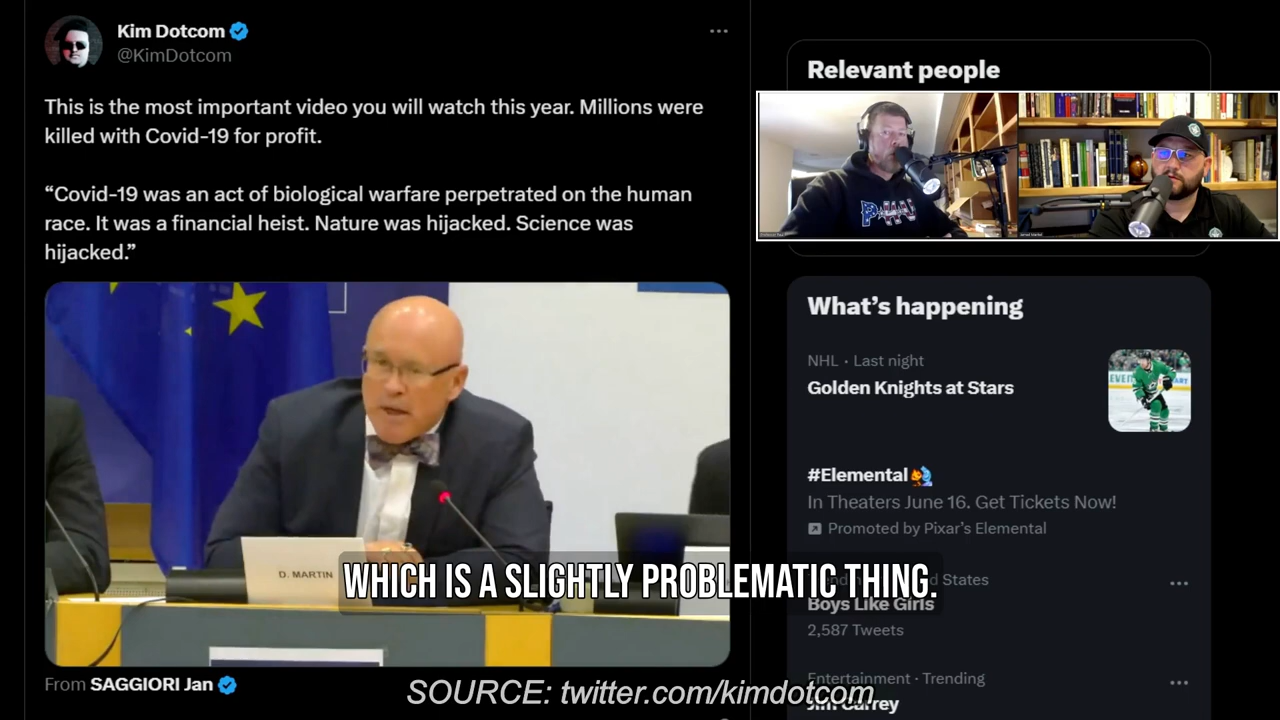 Kim Dotcom
@KimDotcom
This is the most important video you will watch this year. Millions were
killed with Covid-19 for profit.
“Covid-19 was an act of biological warfare perpetrated on the human
race. It was a financial heist. Nature was hijacked. Science was
hijacked.”
D. MARTIN
From SAGGIORI Jan
Relevant people
What’s happening
NHL · Last night
Golden Knights at Stars
#Elemental
In Theaters June 16. Get Tickets Now!
Promoted by Pixar’s Elemental
States
Boys Like Girls
2,587 Tweets
Entertainment · Trending
Jim Carrey
WHICH IS A SLIGHTLY PROBLEMATIC THING.
SOURCE: twitter.com/kimdotcom